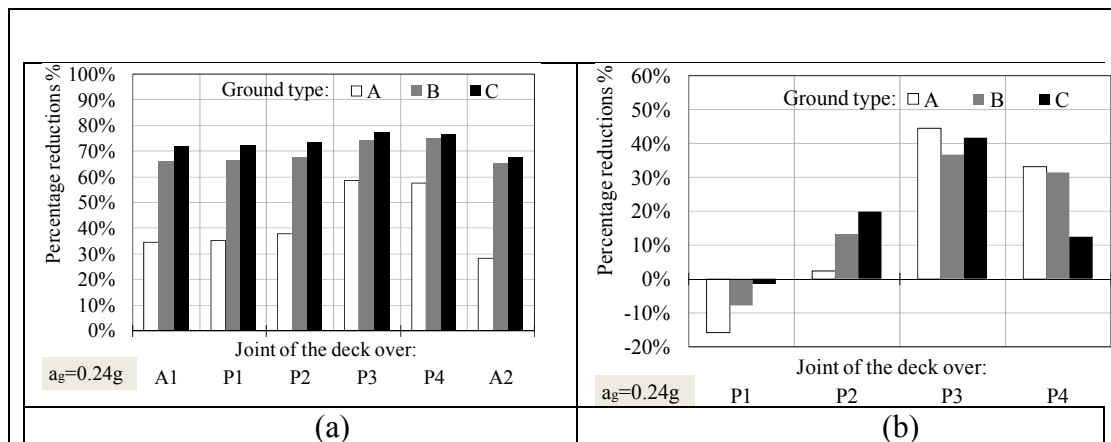 100%
90%
80%
70%
60%
50%
40%
30%
20%
10%
0%
Percentage reductions %
Ground type: A B C
Joint of the deck over:
ag=0.24g A1 P1 P2 P3 P4 A2
(a)
60%
50%
40%
30%
20%
10%
0%
-10%
-20%
Percentage reductions %
Ground type: A B C
Joint of the deck over:
ag=0.24g P1 P2 P3 P4
(b)